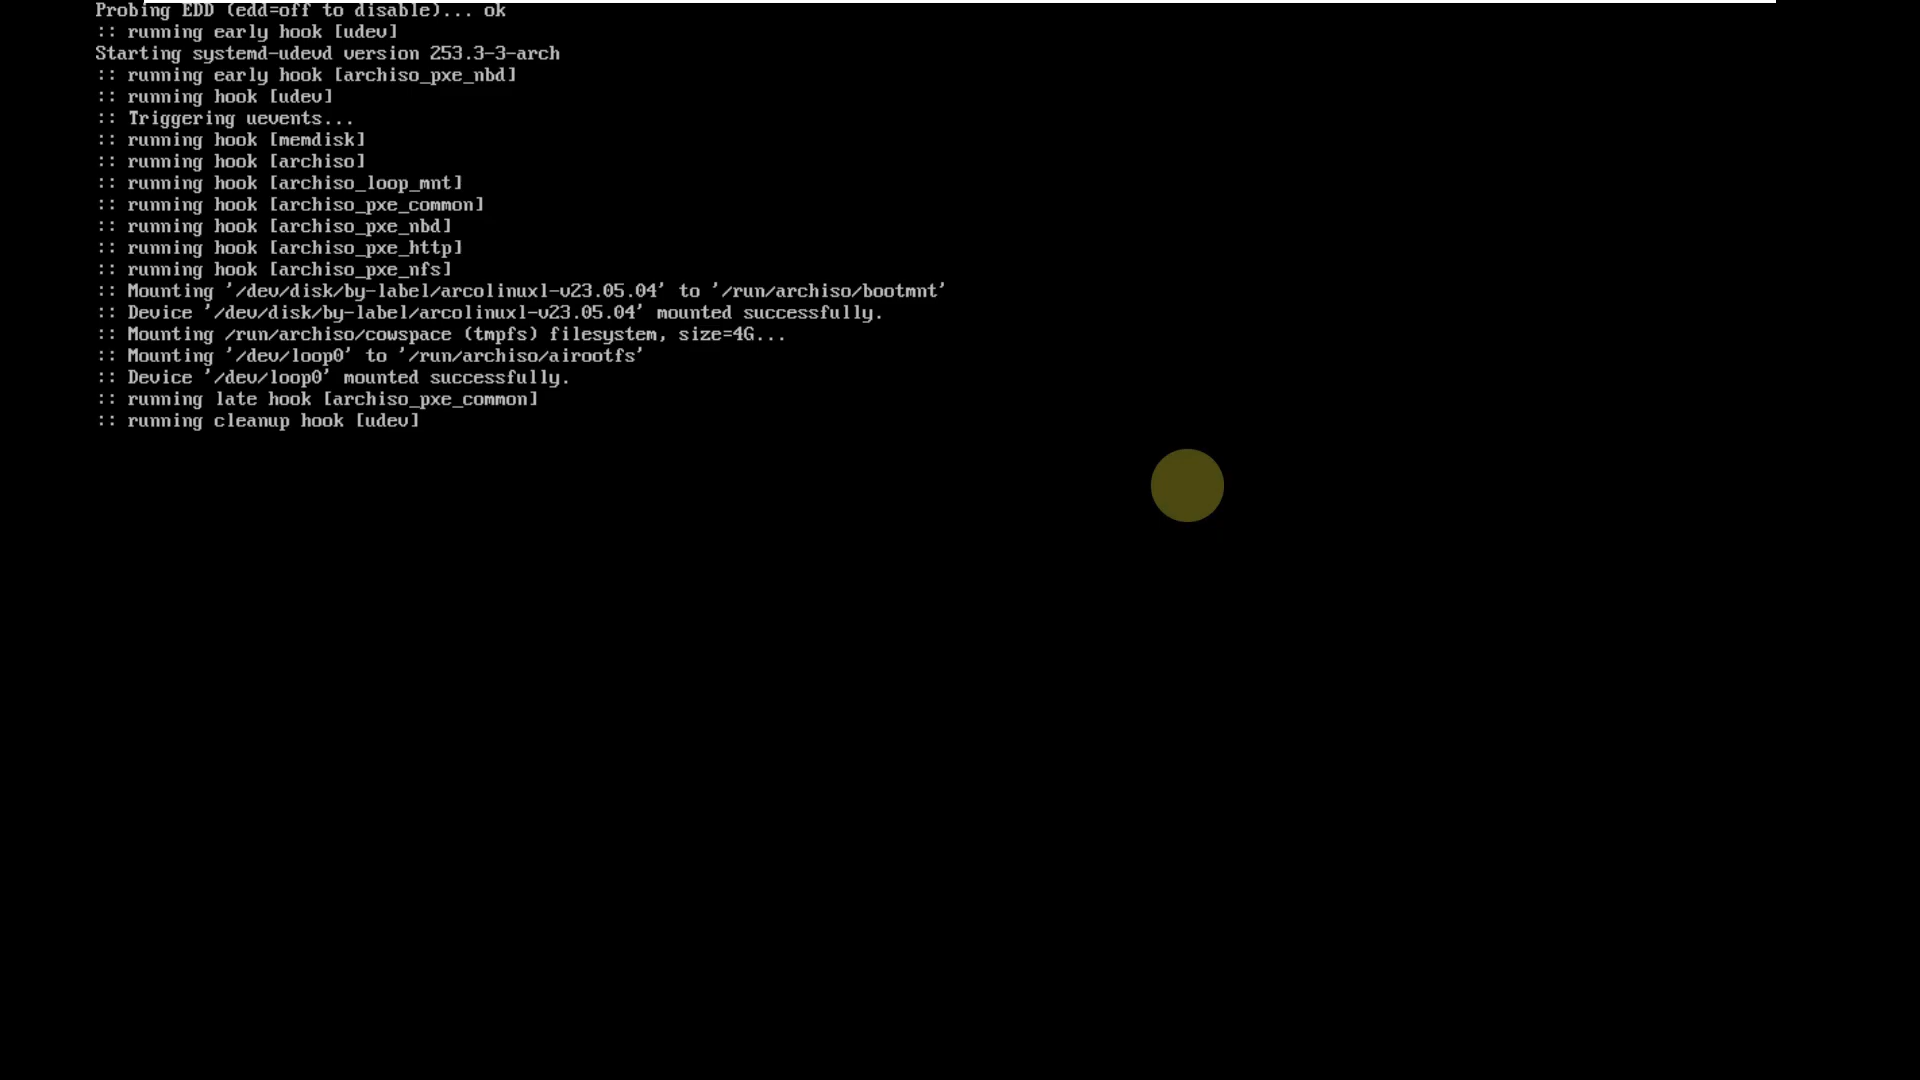 Probing EDD (edd=off to disable)... ok
:: running early hook [udev]
Starting systemd-udevd version 253.3-3-arch
:: running early hook [archiso_pxe_nbd]
:: running hook [udev]
:: Triggering uevents...
:: running hook [memdisk]
:: running hook [archiso]
:: running hook [archiso_loop_mnt]
:: running hook [archiso_pxe_common]
:: running hook [archiso_pxe_nbd]
:: running hook [archiso_pxe_http]
:: running hook [archiso_pxe_nfs]
:: Mounting '/dev/disk/by-label/arcolinuxl-v23.05.04' to '/run/archiso/bootmnt'
:: Device '/dev/disk/by-label/arcolinuxl-v23.05.04' mounted successfully.
:: Mounting /run/archiso/cowspace (tmpfs) filesystem, size=4G...
:: Mounting '/dev/loop0' to '/run/archiso/airootfs'
:: Device '/dev/loop0' mounted successfully.
:: running late hook [archiso_pxe_common]
:: running cleanup hook [udev]